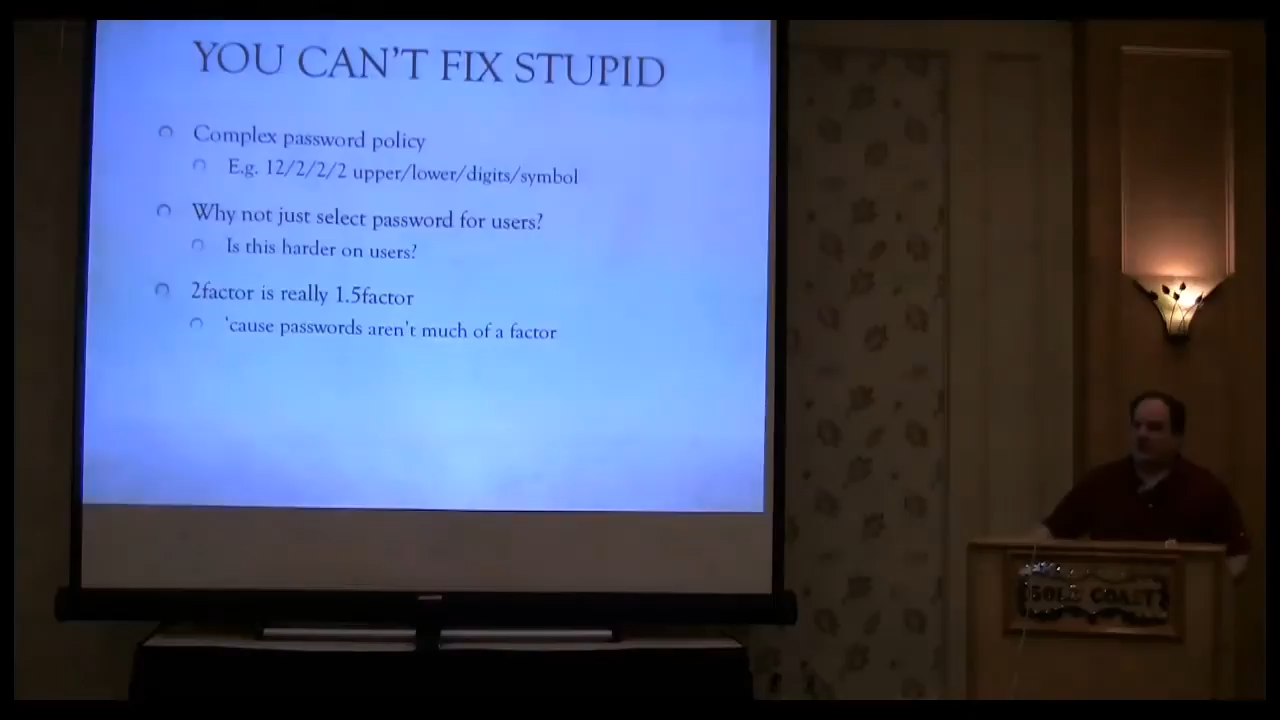 YOU CAN'T FIX STUPID
Complex password policy
E.g. 12/2/2/2 upper/lower/digits/symbol
Why not just select password for users?
Is this harder on users?
2factor is really 1.5factor
'cause passwords aren't much of a factor
GOLD COAST